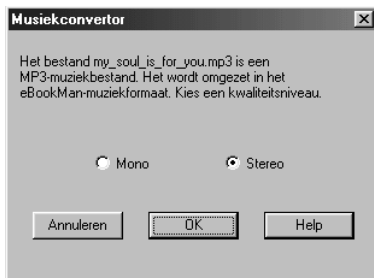 Musiekconvertor
Het bestand my_soul_is_for_you.mp3 is een
MP3-muziekbestand. Het wordt omgezet in het
eBookMan-muziekformaat. Kies een kwaliteitsniveau.
Mono Stereo
Annuleren OK Help